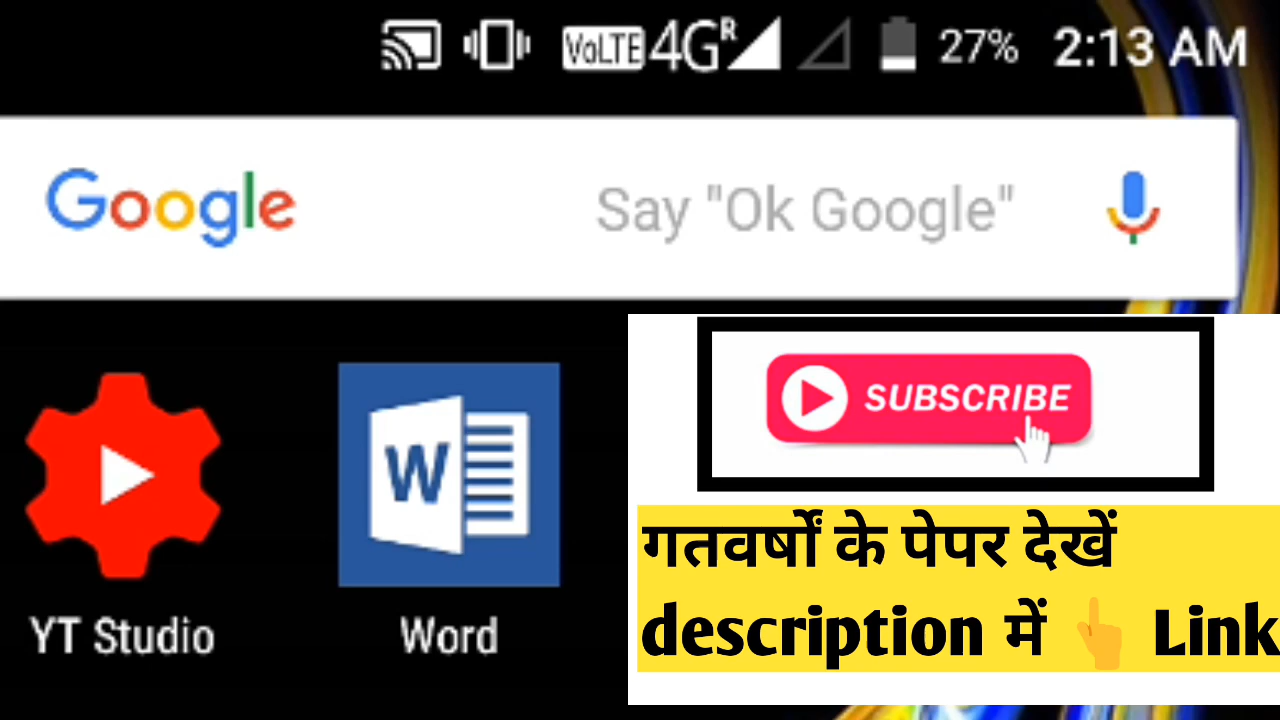 VoLTE 4G R 27% 2:13 AM
Google Say "Ok Google"
W
YT Studio Word
SUBSCRIBE
गतवर्षों के पेपर देखें
description में 👆 Link